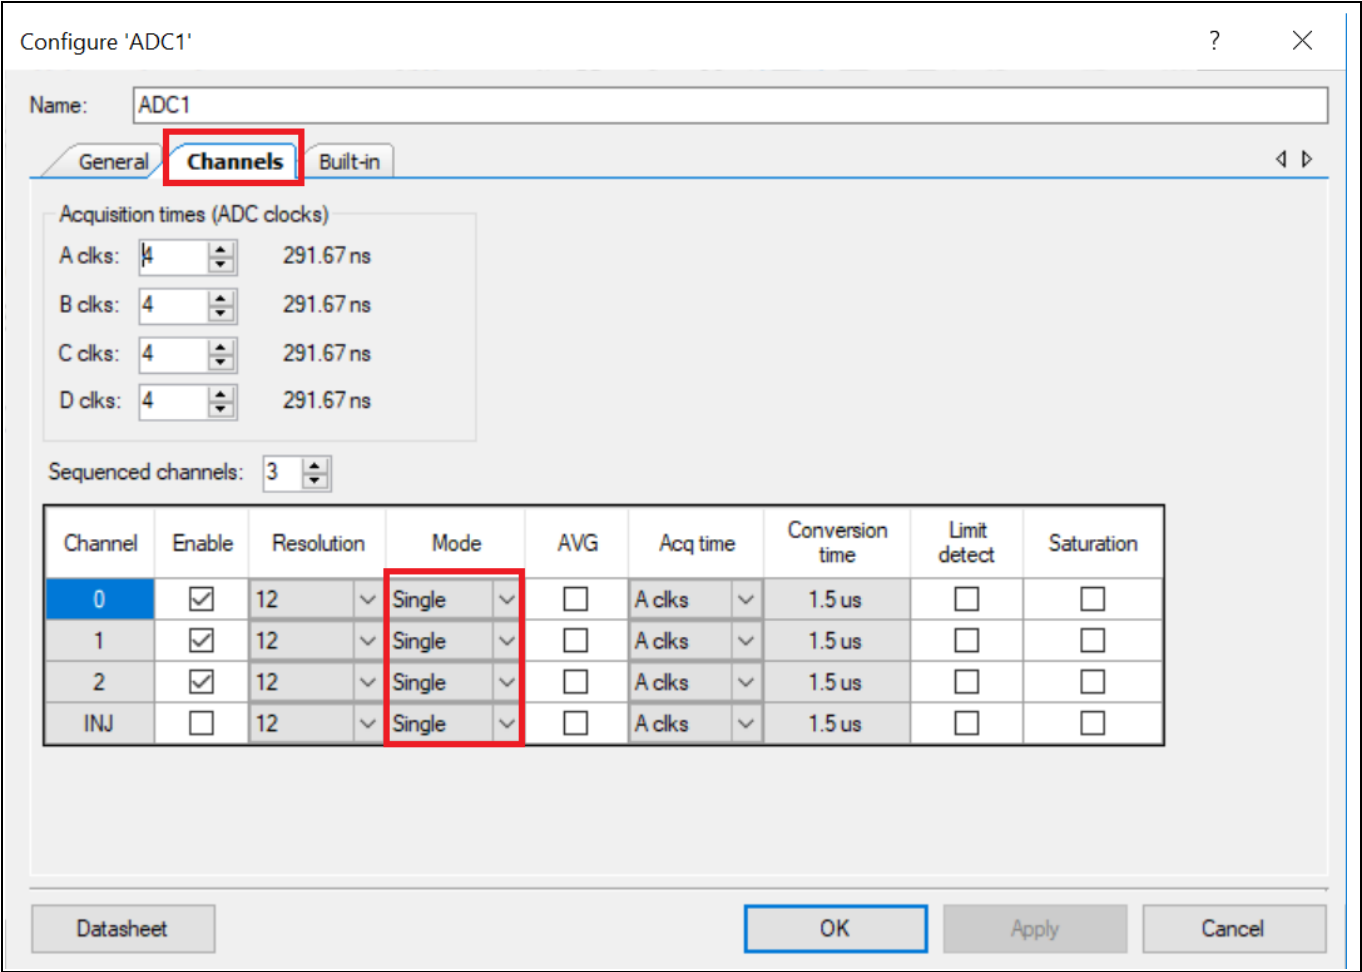 Configure 'ADC1' ?
Name: ADC1
General Channels Built-in
Acquisition times (ADC clocks)
A clks: 4 291.67 ns
B clks: 4 291.67 ns
C clks: 4 291.67 ns
D clks: 4 291.67 ns
Sequenced channels: 3
Channel Enable Resolution Mode AVG Acq time Conversion time Limit detect Saturation
0 12 Single A clks 1.5 us
1 12 Single A clks 1.5 us
2 12 Single A clks 1.5 us
INJ 12 Single A clks 1.5 us
Datasheet OK Apply Cancel